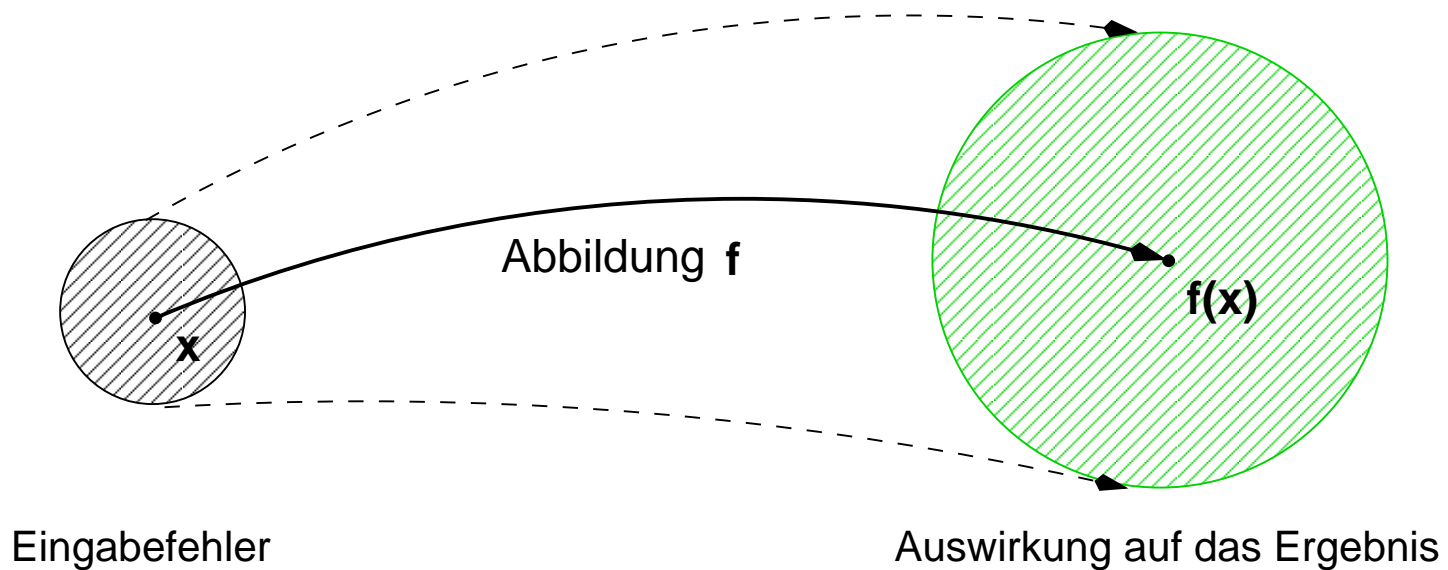 Abbildung f
f(x)
x
Eingabefehler
Auswirkung auf das Ergebnis